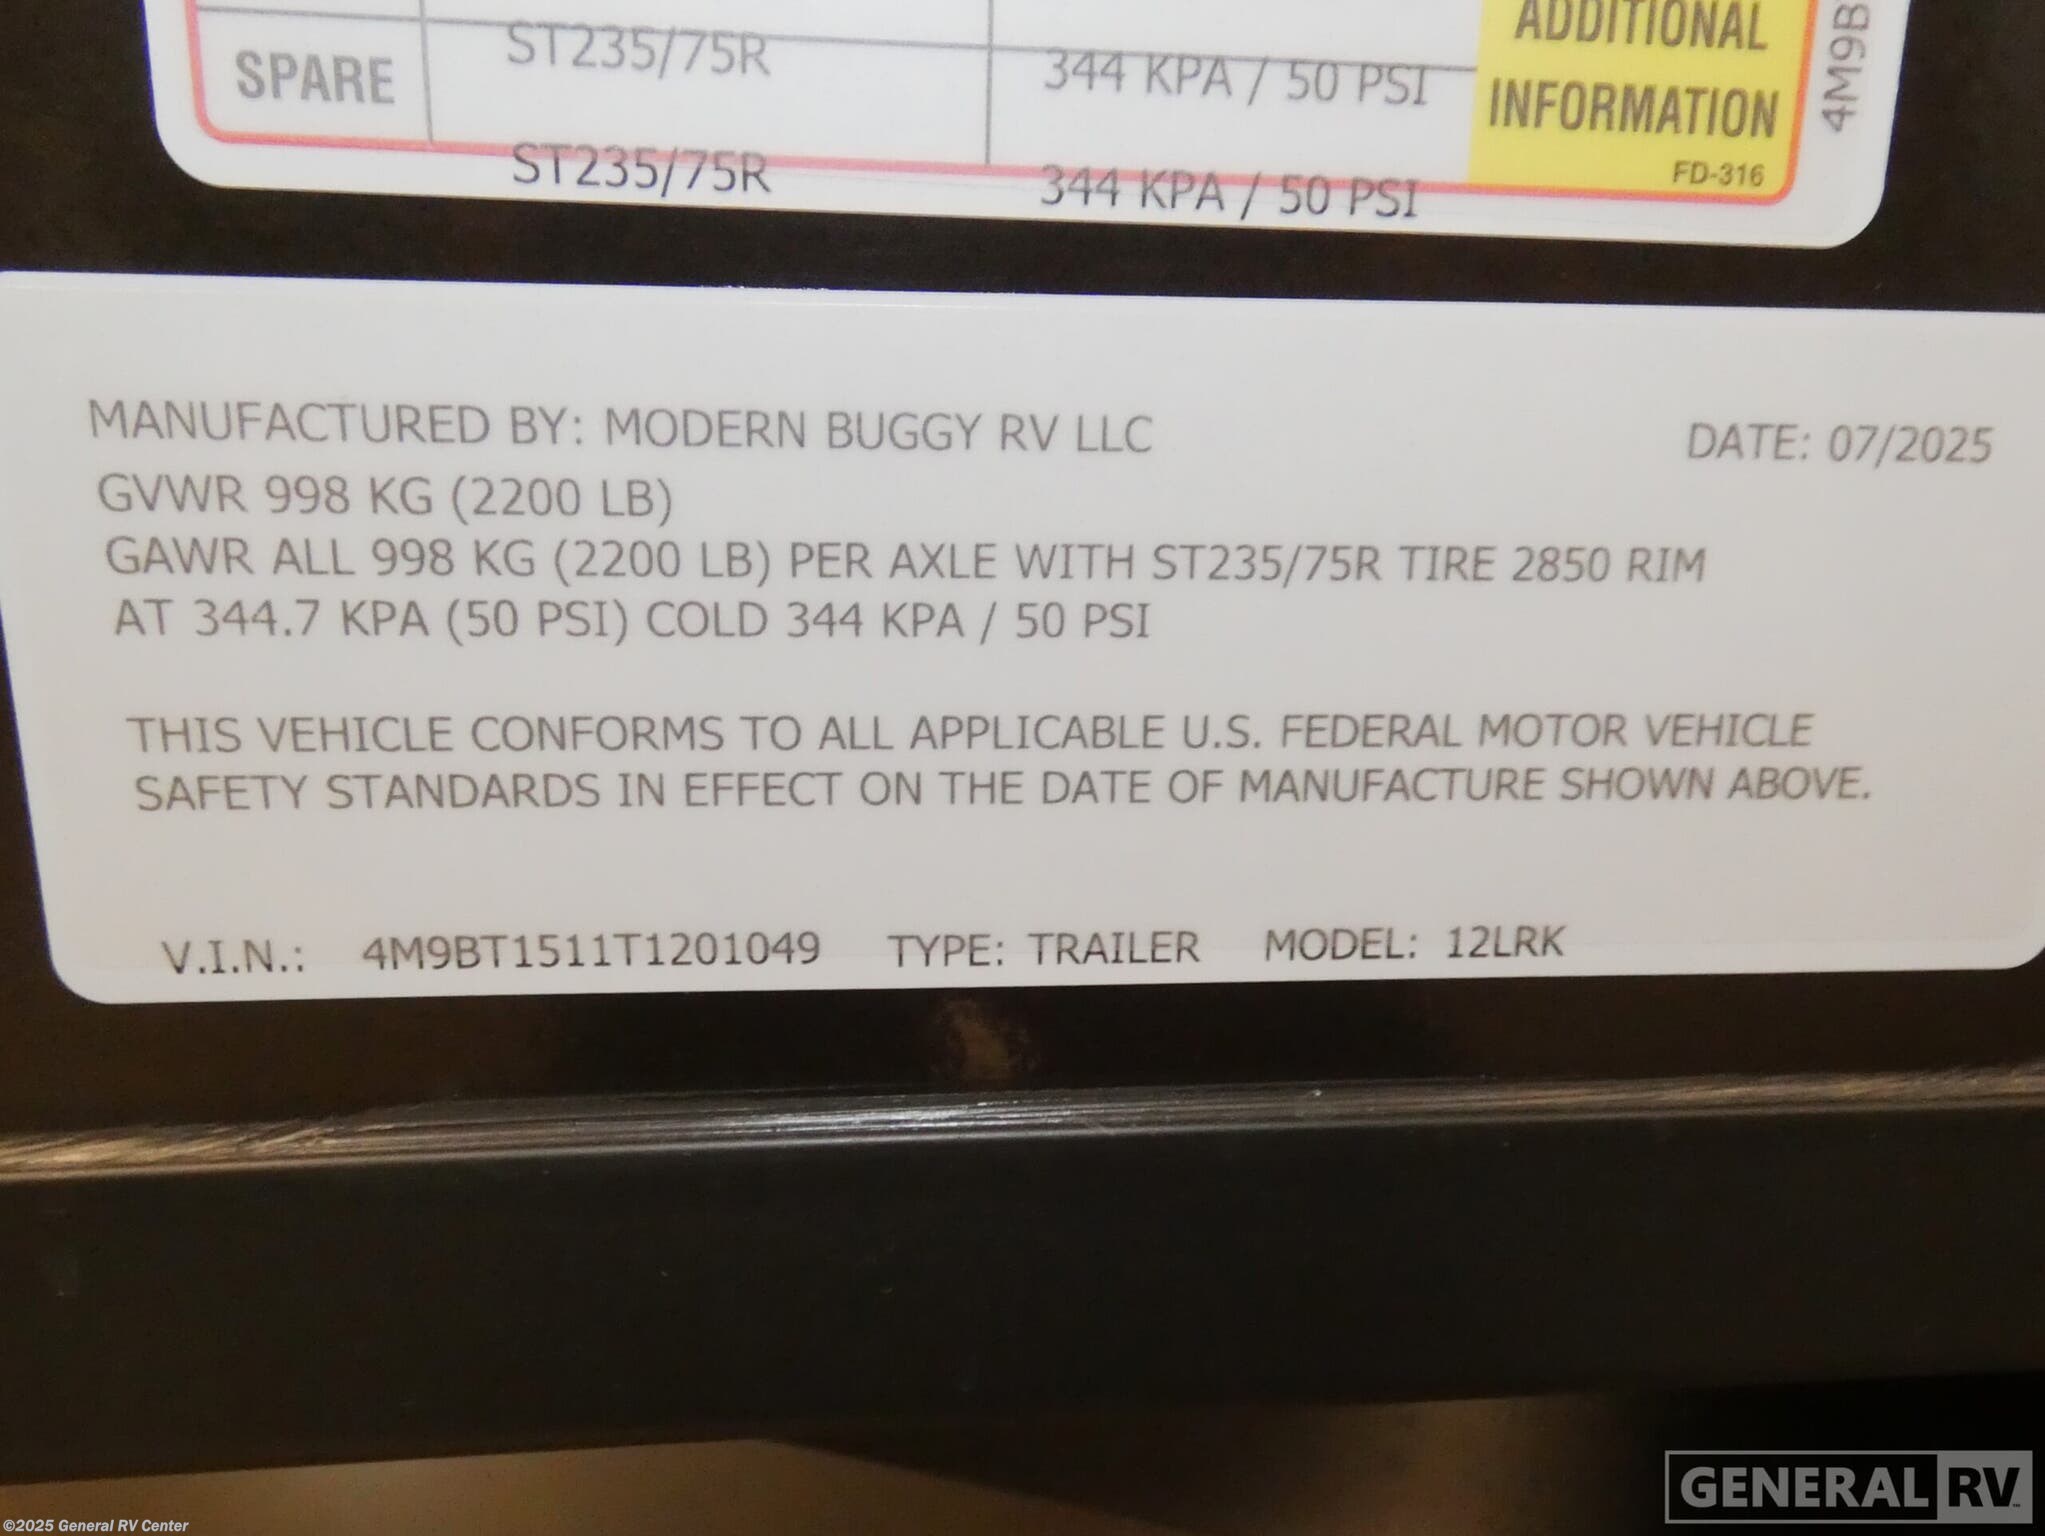 ADDITIONAL
INFORMATION
FD-316
4M9B
SPARE
ST235/75R
344 KPA / 50 PSI
ST235/75R
344 KPA / 50 PSI
MANUFACTURED BY: MODERN BUGGY RV LLC
DATE: 07/2025
GVWR 998 KG (2200 LB)
GAWR ALL 998 KG (2200 LB) PER AXLE WITH ST235/75R TIRE 2850 RIM
AT 344.7 KPA (50 PSI) COLD 344 KPA / 50 PSI
THIS VEHICLE CONFORMS TO ALL APPLICABLE U.S. FEDERAL MOTOR VEHICLE
SAFETY STANDARDS IN EFFECT ON THE DATE OF MANUFACTURE SHOWN ABOVE.
V.I.N.: 4M9BT1511T1201049 TYPE: TRAILER MODEL: 12LRK
GENERAL RV
©2025 General RV Center